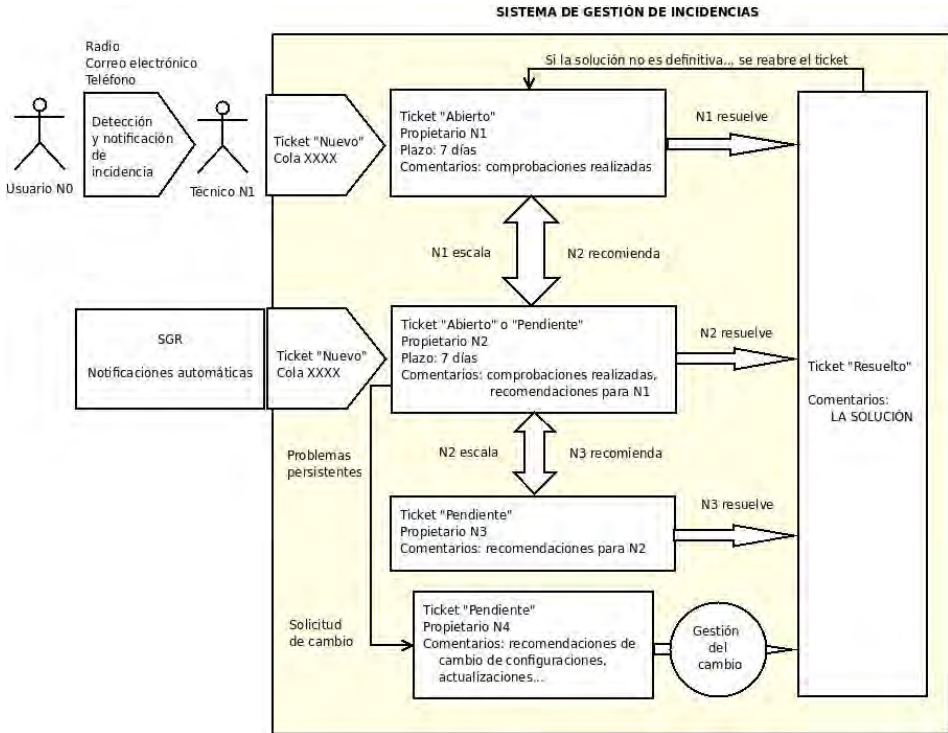 SISTEMA DE GESTIÓN DE INCIDENCIAS
Radio
Correo electrónico
Teléfono
Si la solución no es definitiva... se reabre el ticket
Detección
y notificación
de
incidencia
Usuario N0
Técnico N1
Ticket "Nuevo"
Cola XXXX
Ticket "Abierto"
Propietario N1
Plazo: 7 días
Comentarios: comprobaciones realizadas
N1 resuelve
N1 escala
N2 recomienda
SGR
Notificaciones automáticas
Ticket "Nuevo"
Cola XXXX
Ticket "Abierto" o "Pendiente"
Propietario N2
Plazo: 7 días
Comentarios: comprobaciones realizadas,
recomendaciones para N1
N2 resuelve
Ticket "Resuelto"
Comentarios:
LA SOLUCIÓN
Problemas
persistentes
N2 escala
N3 recomienda
Ticket "Pendiente"
Propietario N3
Comentarios: recomendaciones para N2
N3 resuelve
Solicitud
de cambio
Ticket "Pendiente"
Propietario N4
Comentarios: recomendaciones de
cambio de configuraciones,
actualizaciones...
Gestión
del
cambio